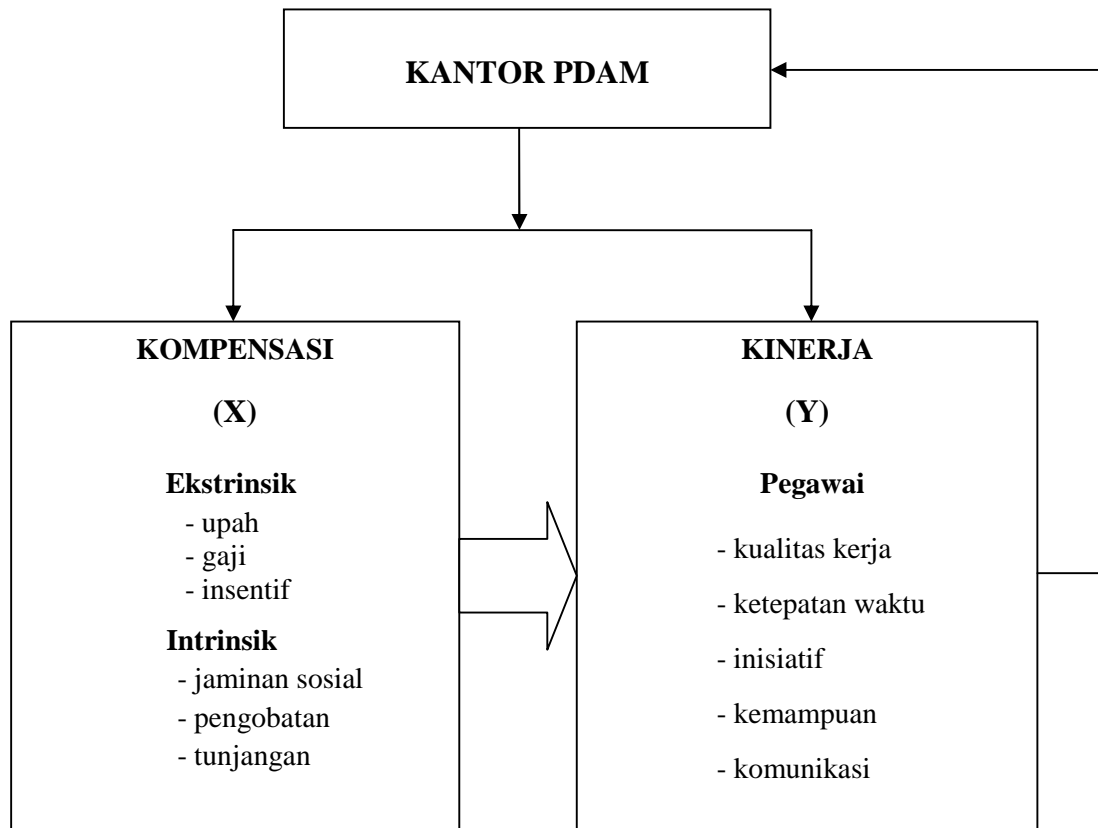 KANTOR PDAM
KOMPENSASI
(X)
Ekstrinsik
- upah
- gaji
- insentif
Intrinsik
- jaminan sosial
- pengobatan
- tunjangan
KINERJA
(Y)
Pegawai
- kualitas kerja
- ketepatan waktu
- inisiatif
- kemampuan
- komunikasi